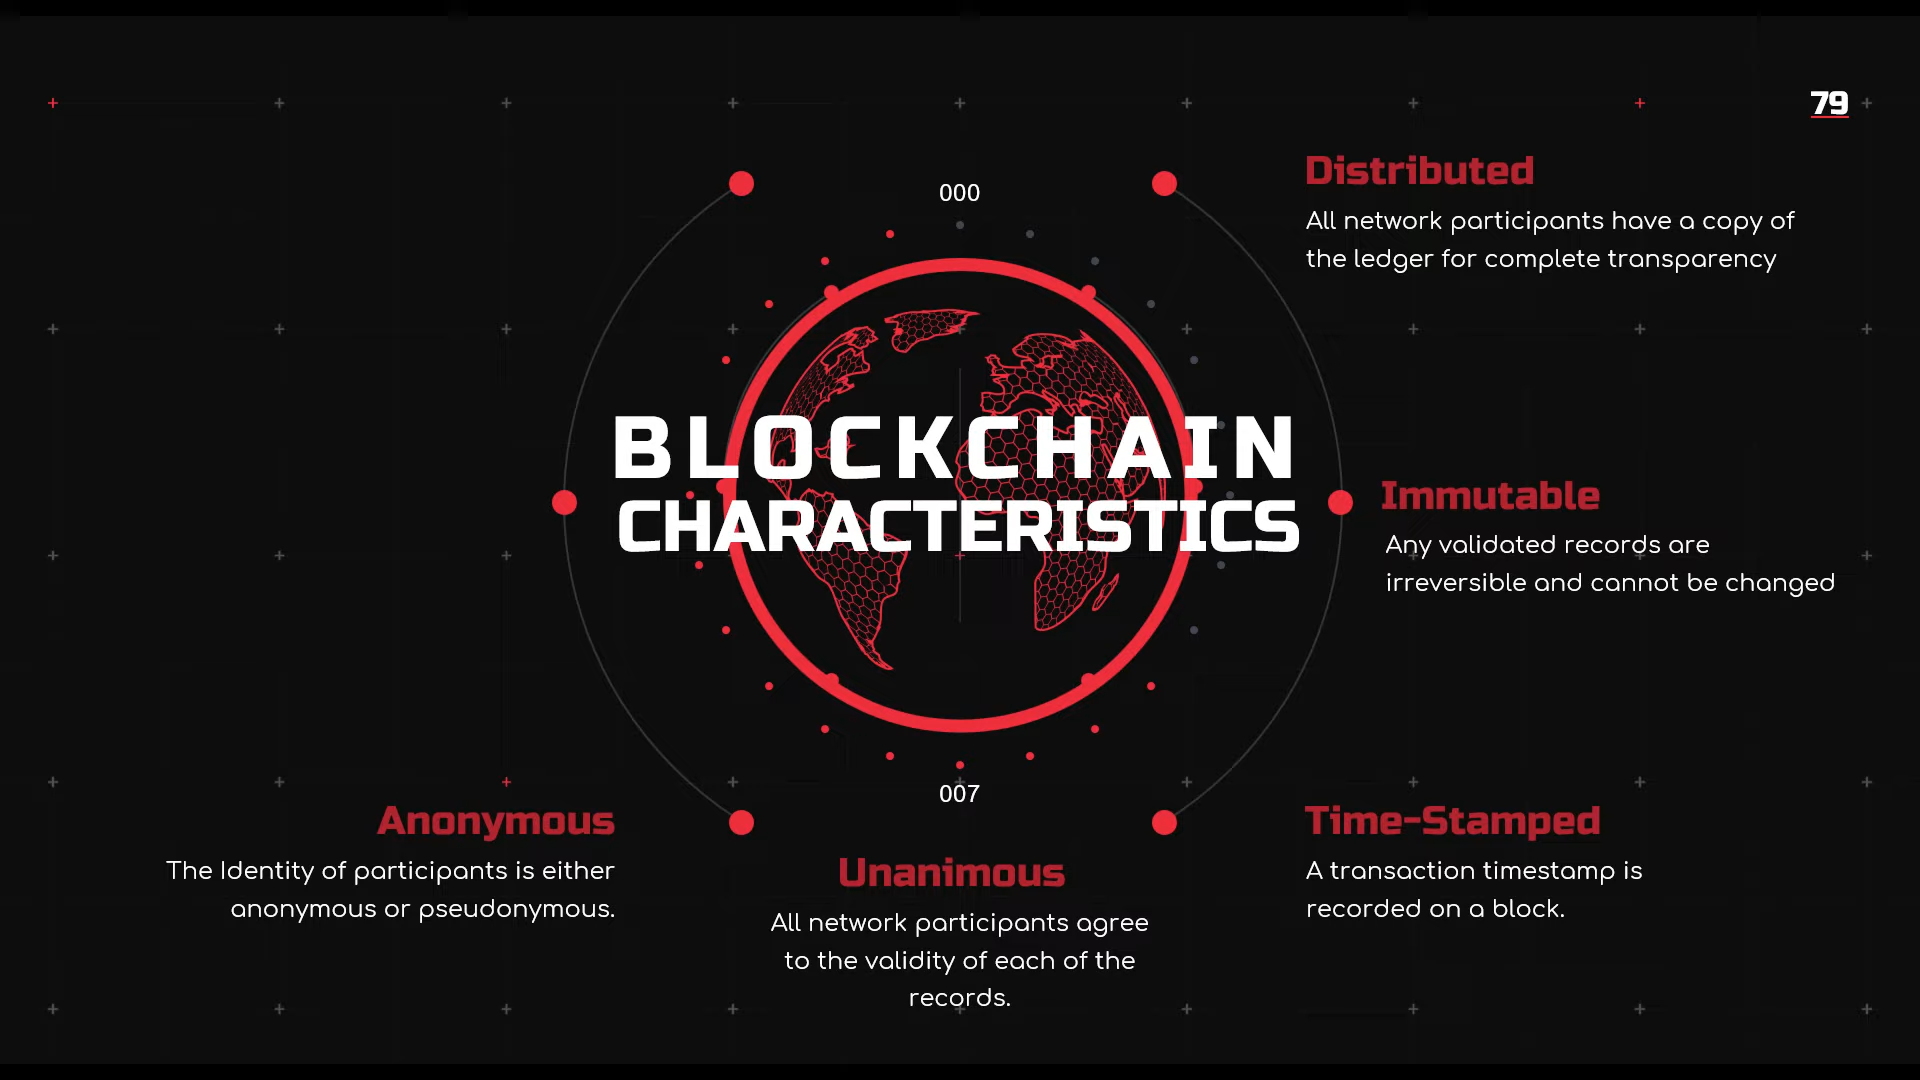 79
000
BLOCKCHAIN
CHARACTERISTICS
007
Distributed
All network participants have a copy of
the ledger for complete transparency
Immutable
Any validated records are
irreversible and cannot be changed
Time-Stamped
A transaction timestamp is
recorded on a block.
Unanimous
All network participants agree
to the validity of each of the
records.
Anonymous
The Identity of participants is either
anonymous or pseudonymous.